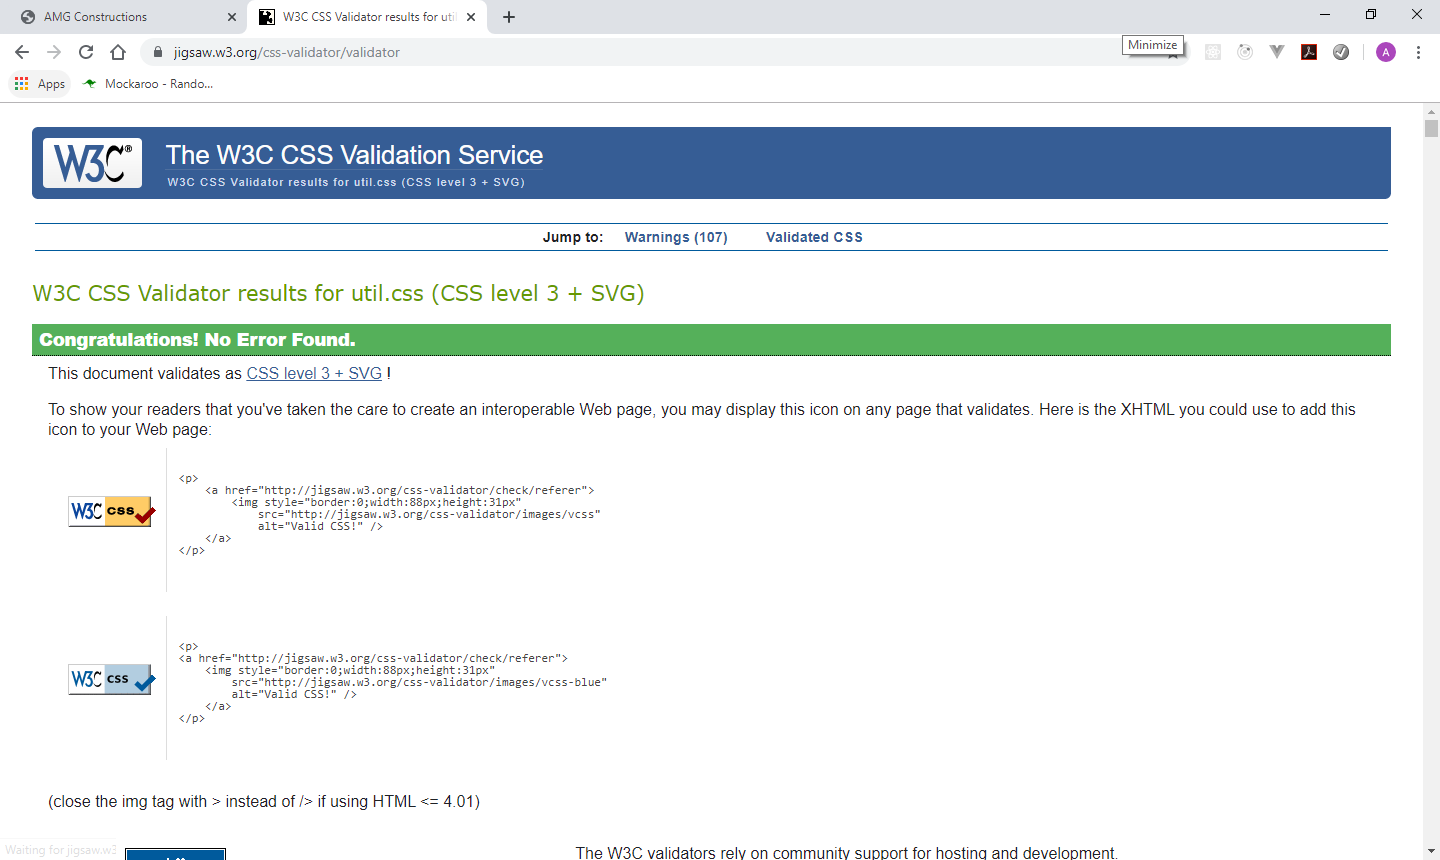 AMG Constructions
W3C CSS Validator results for uti
jigsaw.w3.org/css-validator/validator
Minimize
A
Apps
Mockaroo - Rando...
W3C®
The W3C CSS Validation Service
W3C CSS Validator results for util.css (CSS level 3 + SVG)
Jump to: Warnings (107) Validated CSS
W3C CSS Validator results for util.css (CSS level 3 + SVG)
Congratulations! No Error Found.
This document validates as CSS level 3 + SVG !
To show your readers that you've taken the care to create an interoperable Web page, you may display this icon on any page that validates. Here is the XHTML you could use to add this
icon to your Web page:
W3C CSS
<p>
<a href="http://jigsaw.w3.org/css-validator/check/referer">
<img style="border:0;width:88px;height:31px"
src="http://jigsaw.w3.org/css-validator/images/vcss"
alt="Valid CSS!" />
</a>
</p>
W3C CSS
<p>
<a href="http://jigsaw.w3.org/css-validator/check/referer">
<img style="border:0;width:88px;height:31px"
src="http://jigsaw.w3.org/css-validator/images/vcss-blue"
alt="Valid CSS!" />
</a>
</p>
(close the img tag with > instead of /> if using HTML <= 4.01)
Waiting for jigsaw.w3
The W3C validators rely on community support for hosting and development.